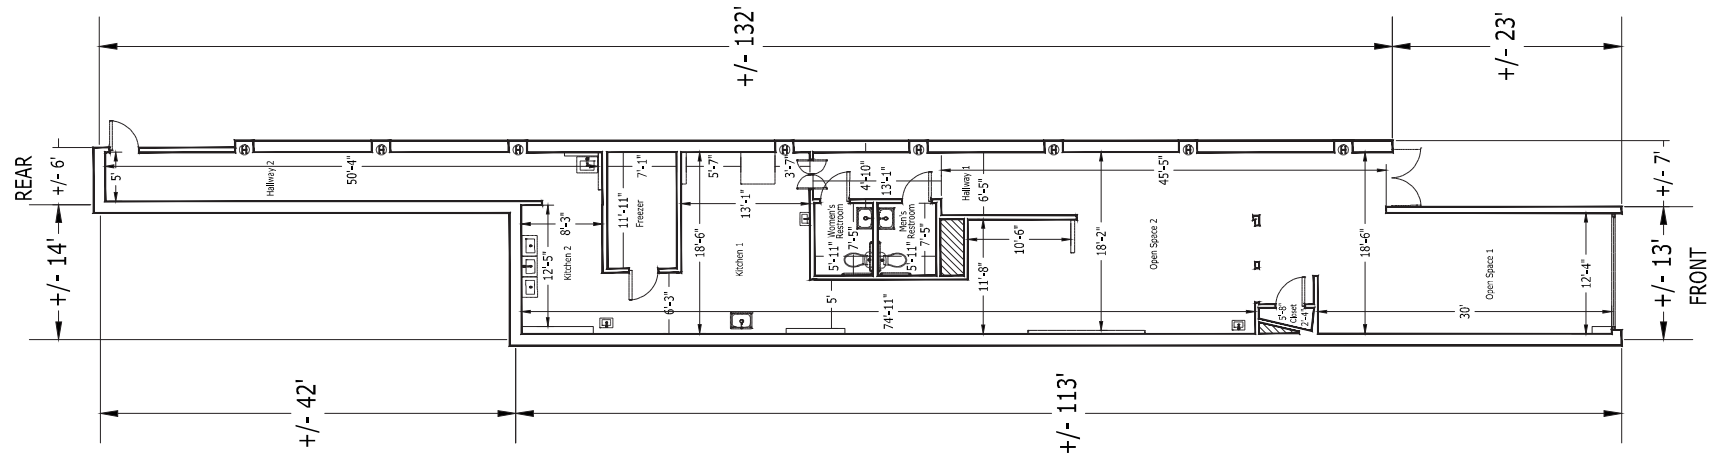 +/- 132'
+/- 23'
REAR
+/- 6'
5'
Hallway 2
50'-4"
7'-1"
5'-7"
3'-7"
4'-10"
13'-1"
Hallway 1
6'-5"
45'-5"
+/- 7'
+/- 14'
8'-3"
12'-5"
Kitchen 2
11'-11"
Freezer
18'-6"
13'-1"
Kitchen 1
6'-3"
Women's
Restroom
5'-11"
7'-5"
Men's
Restroom
5'-11"
7'-5"
10'-6"
11'-8"
18'-2"
Open Space 2
5'
74'-11"
5'-8"
Closet
2'-4"
18'-6"
Open Space 1
30'
12'-4"
+/- 13'
FRONT
+/- 42'
+/- 113'